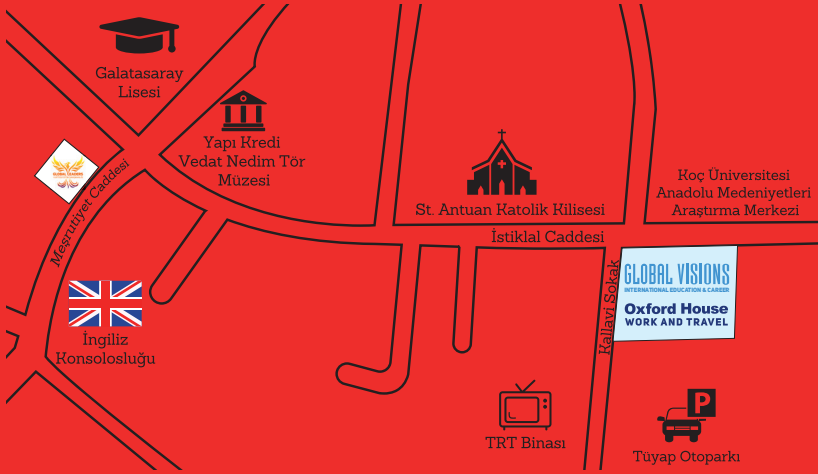 Galatasaray
Lisesi
Yapı Kredi
Vedat Nedim Tör
Müzesi
St. Antuan Katolik Kilisesi
Koç Üniversitesi
Anadolu Medeniyetleri
Araştırma Merkezi
Meşrutiyet Caddesi
İstiklal Caddesi
Kallavi Sokak
GLOBAL VISIONS
INTERNATIONAL EDUCATION & CAREER
Oxford House
WORK AND TRAVEL
İngiliz
Konsolosluğu
TRT Binası
P
Tüyap Otoparkı